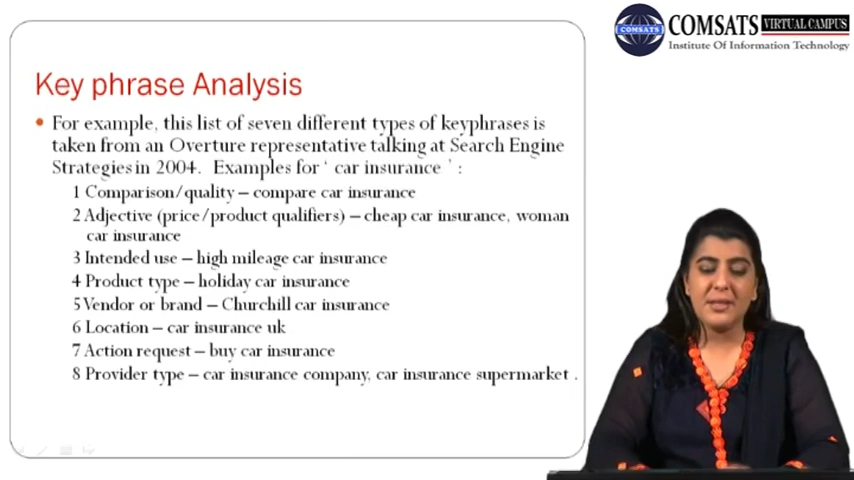 COMSATS VIRTUAL CAMPUS
COMSATS
Institute Of Information Technology
Key phrase Analysis
For example, this list of seven different types of keyphrases is
taken from an Overture representative talking at Search Engine
Strategies in 2004. Examples for ‘ car insurance ’ :
1 Comparison/quality – compare car insurance
2 Adjective (price/product qualifiers) – cheap car insurance, woman
car insurance
3 Intended use – high mileage car insurance
4 Product type – holiday car insurance
5 Vendor or brand – Churchill car insurance
6 Location – car insurance uk
7 Action request – buy car insurance
8 Provider type – car insurance company, car insurance supermarket .